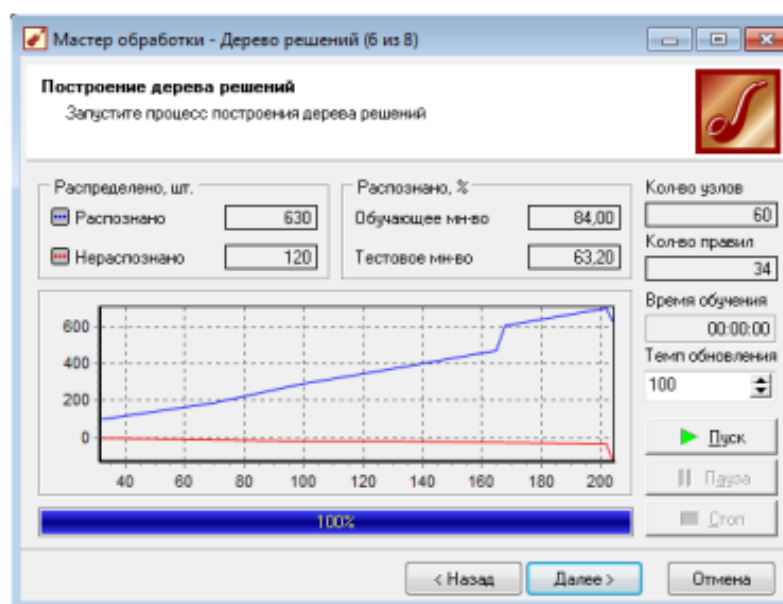 Мастер обработки - Дерево решений (6 из 8)
Построение дерева решений
Запустите процесс построения дерева решений
Распределено, шт.
Распознано 630
Нераспознано 120
Распознано, %
Обучающее мн-во 84,00
Тестовое мн-во 63,20
Кол-во узлов
60
Кол-во правил
34
Время обучения
00:00:00
Темп обновления
100
Пуск
Пауза
Стоп
600
400
200
0
40 60 80 100 120 140 160 180 200
100%
< Назад Далее > Отмена